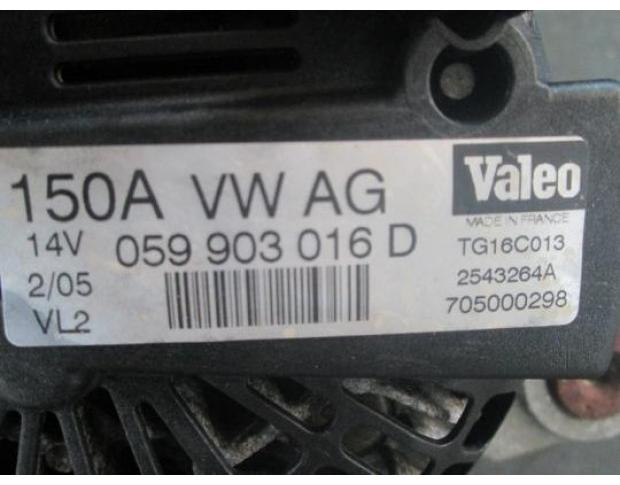 150A VW AG
Valeo
MADE IN FRANCE
14V 059 903 016 D
TG16C013
2/05
2543264A
VL2
705000298